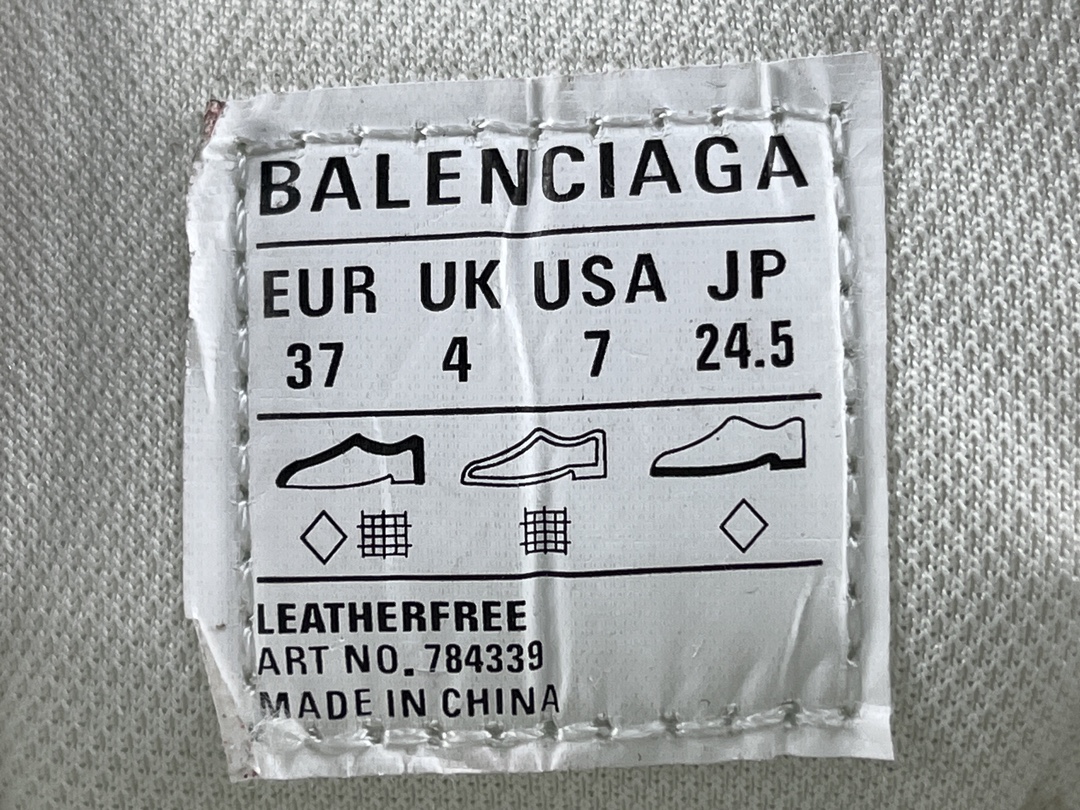 BALENCIAGA
EUR UK USA JP
37 4 7 24.5
LEATHERFREE
ART NO. 784339
MADE IN CHINA